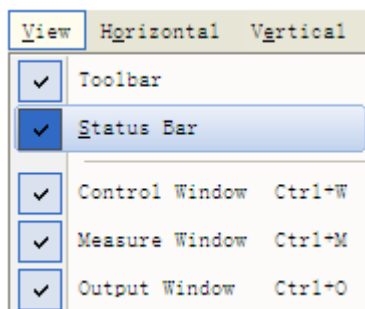 View Horizontal Vertical
Toolbar
Status Bar
Control Window Ctrl+W
Measure Window Ctrl+M
Output Window Ctrl+O